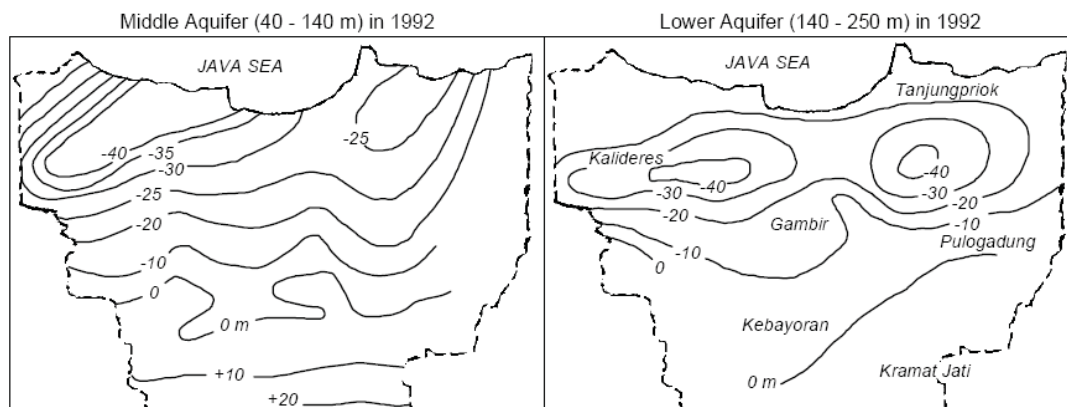 Middle Aquifer (40 - 140 m) in 1992
JAVA SEA
-25
-40
-35
-30
-25
-20
-10
0
0 m
+10
+20
Lower Aquifer (140 - 250 m) in 1992
JAVA SEA
Tanjungpriok
Kalideres
-40
-30
-40
-30
-20
-20
Gambir
-10
Pulogadung
-10
0
Kebayoran
0 m
Kramat Jati